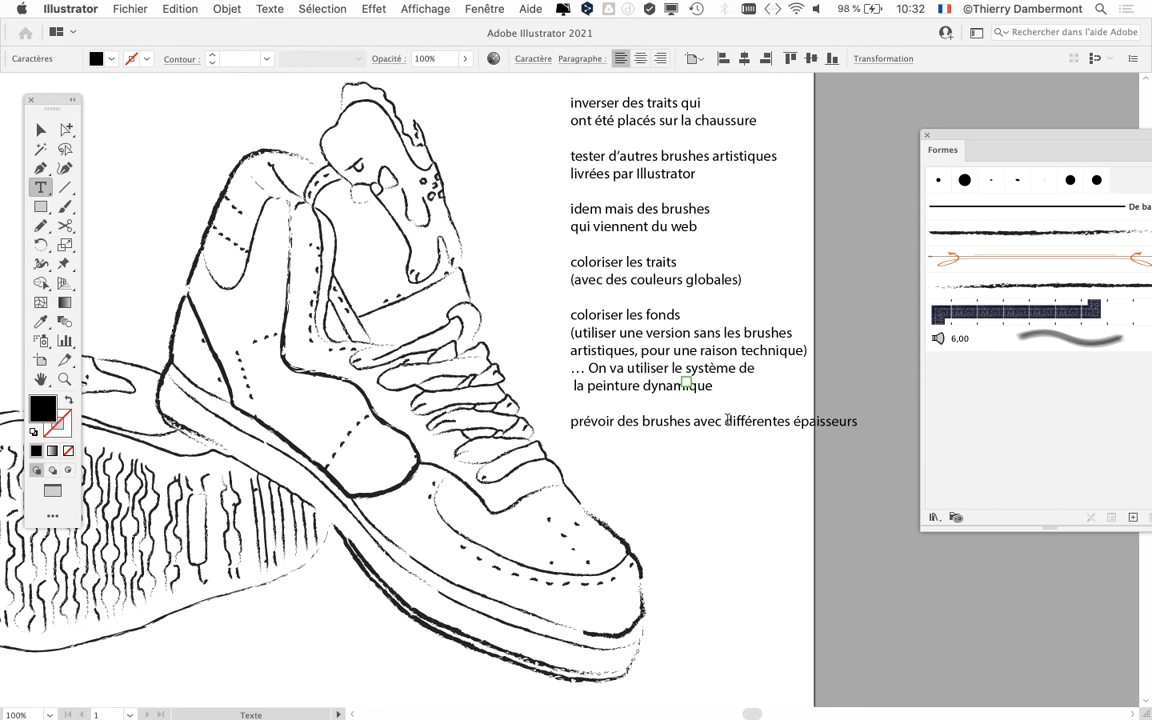 Illustrator Fichier Edition Objet Texte Sélection Effet Affichage Fenêtre Aide 98 % 10:32 ©Thierry Dambermont
Adobe Illustrator 2021
Rechercher dans l'aide Adobe
Caractères Contour : Opacité : 100% Caractère Paragraphe : Transformation
inverser des traits qui
ont été placés sur la chaussure
tester d'autres brushes artistiques
livrées par Illustrator
idem mais des brushes
qui viennent du web
coloriser les traits
(avec des couleurs globales)
coloriser les fonds
(utiliser une version sans les brushes
artistiques, pour une raison technique)
… On va utiliser le système de
la peinture dynamique
prévoir des brushes avec différentes épaisseurs
Formes
De ba
6,00
100% 1 Texte